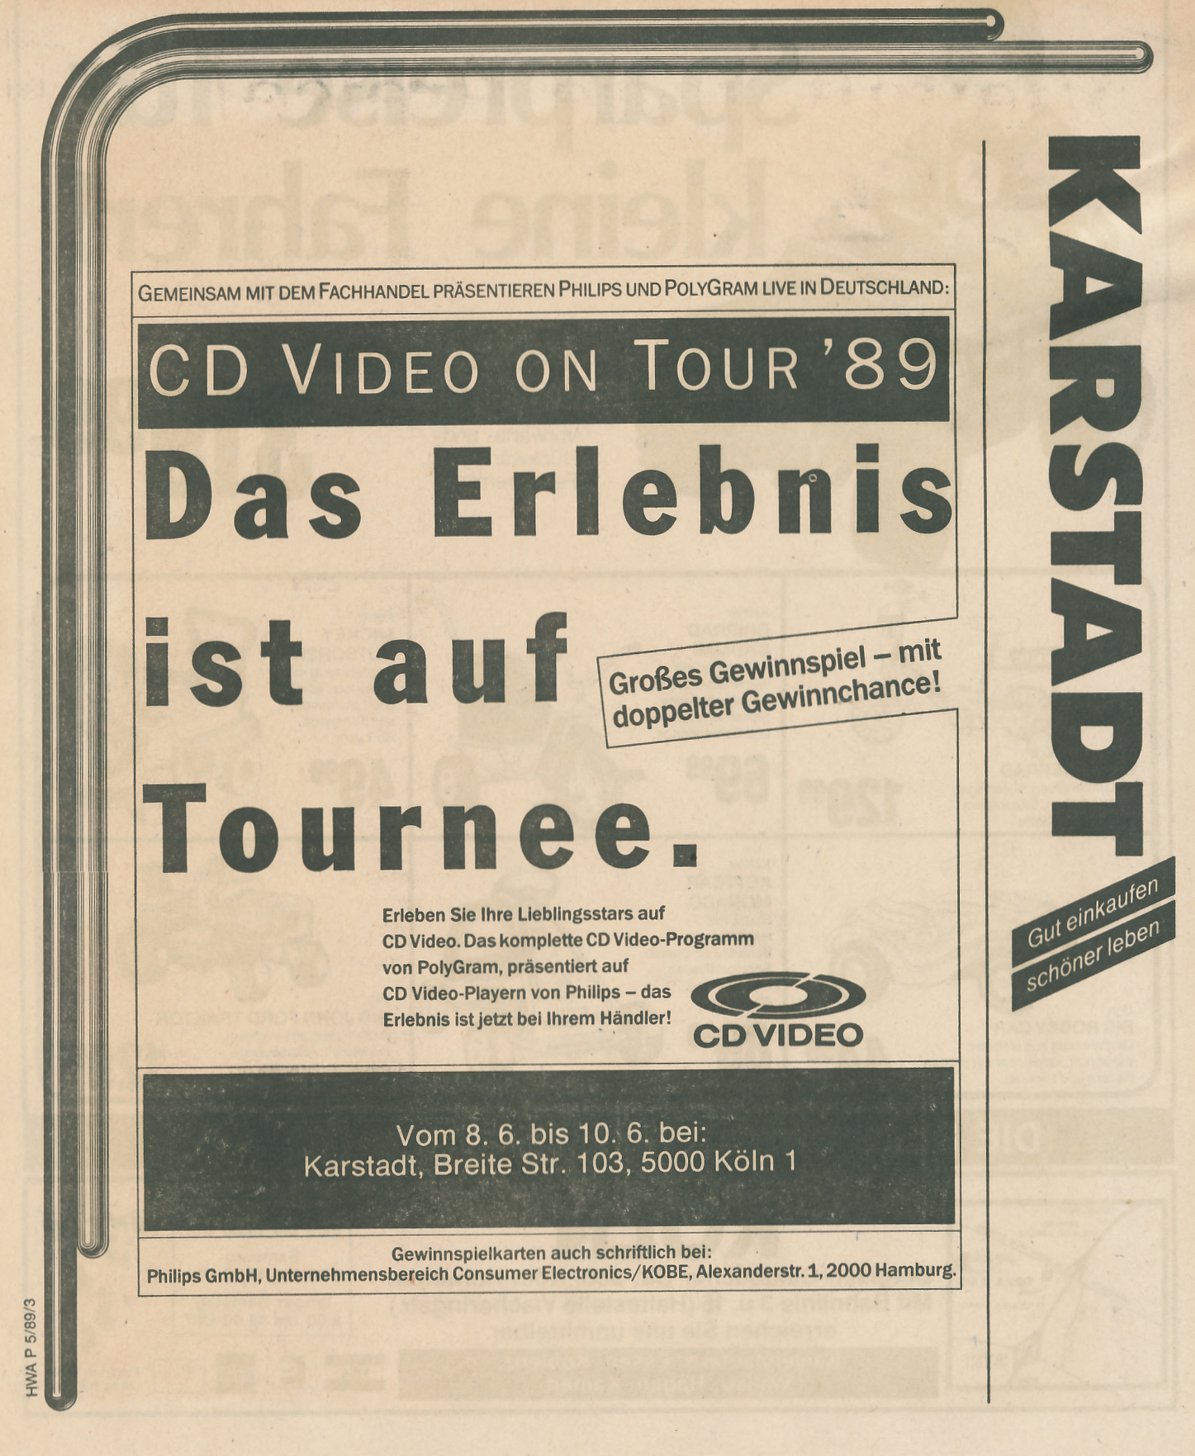 GEMEINSAM MIT DEM FACHHANDEL PRÄSENTIEREN PHILIPS UND POLYGRAM LIVE IN DEUTSCHLAND:
CD VIDEO ON TOUR '89
Das Erlebnis
ist auf
Großes Gewinnspiel – mit
doppelter Gewinnchance!
Tournee.
Erleben Sie Ihre Lieblingsstars auf
CD Video. Das komplette CD Video-Programm
von PolyGram, präsentiert auf
CD Video-Playern von Philips – das
Erlebnis ist jetzt bei Ihrem Händler!
CD VIDEO
Vom 8. 6. bis 10. 6. bei:
Karstadt, Breite Str. 103, 5000 Köln 1
Gewinnspielkarten auch schriftlich bei:
Philips GmbH, Unternehmensbereich Consumer Electronics/KOBE, Alexanderstr. 1, 2000 Hamburg.
KARSTADT
Gut einkaufen
schöner leben
HWA P 5/89/3